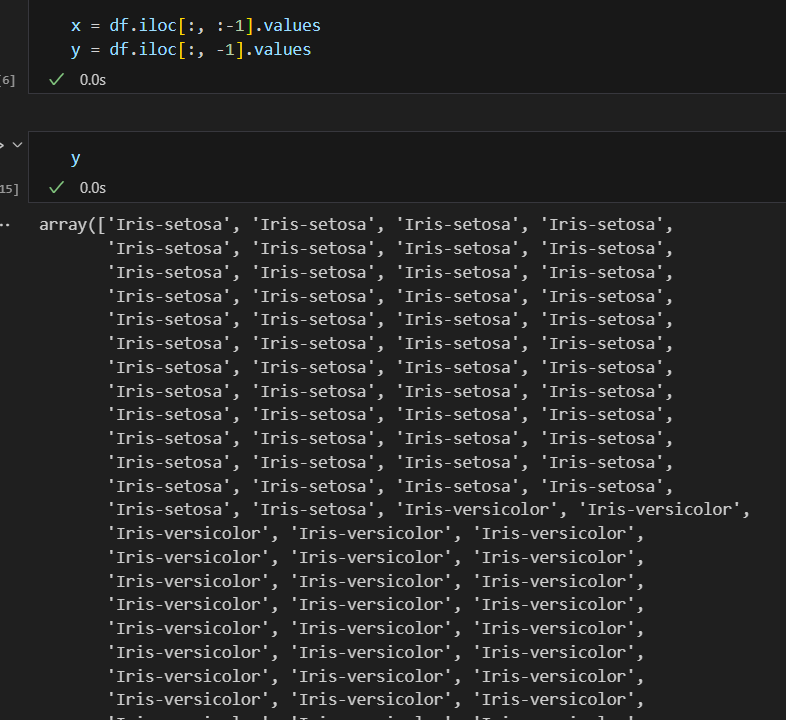 x = df.iloc[:, :-1].values
y = df.iloc[:, -1].values
6]
0.0s
y
15]
0.0s
array(['Iris-setosa', 'Iris-setosa', 'Iris-setosa', 'Iris-setosa',
'Iris-setosa', 'Iris-setosa', 'Iris-setosa', 'Iris-setosa',
'Iris-setosa', 'Iris-setosa', 'Iris-setosa', 'Iris-setosa',
'Iris-setosa', 'Iris-setosa', 'Iris-setosa', 'Iris-setosa',
'Iris-setosa', 'Iris-setosa', 'Iris-setosa', 'Iris-setosa',
'Iris-setosa', 'Iris-setosa', 'Iris-setosa', 'Iris-setosa',
'Iris-setosa', 'Iris-setosa', 'Iris-setosa', 'Iris-setosa',
'Iris-setosa', 'Iris-setosa', 'Iris-setosa', 'Iris-setosa',
'Iris-setosa', 'Iris-setosa', 'Iris-setosa', 'Iris-setosa',
'Iris-setosa', 'Iris-setosa', 'Iris-setosa', 'Iris-setosa',
'Iris-setosa', 'Iris-setosa', 'Iris-setosa', 'Iris-setosa',
'Iris-setosa', 'Iris-setosa', 'Iris-setosa', 'Iris-setosa',
'Iris-setosa', 'Iris-setosa', 'Iris-versicolor', 'Iris-versicolor',
'Iris-versicolor', 'Iris-versicolor', 'Iris-versicolor',
'Iris-versicolor', 'Iris-versicolor', 'Iris-versicolor',
'Iris-versicolor', 'Iris-versicolor', 'Iris-versicolor',
'Iris-versicolor', 'Iris-versicolor', 'Iris-versicolor',
'Iris-versicolor', 'Iris-versicolor', 'Iris-versicolor',
'Iris-versicolor', 'Iris-versicolor', 'Iris-versicolor',
'Iris-versicolor', 'Iris-versicolor', 'Iris-versicolor',
'Iris-versicolor', 'Iris-versicolor', 'Iris-versicolor',